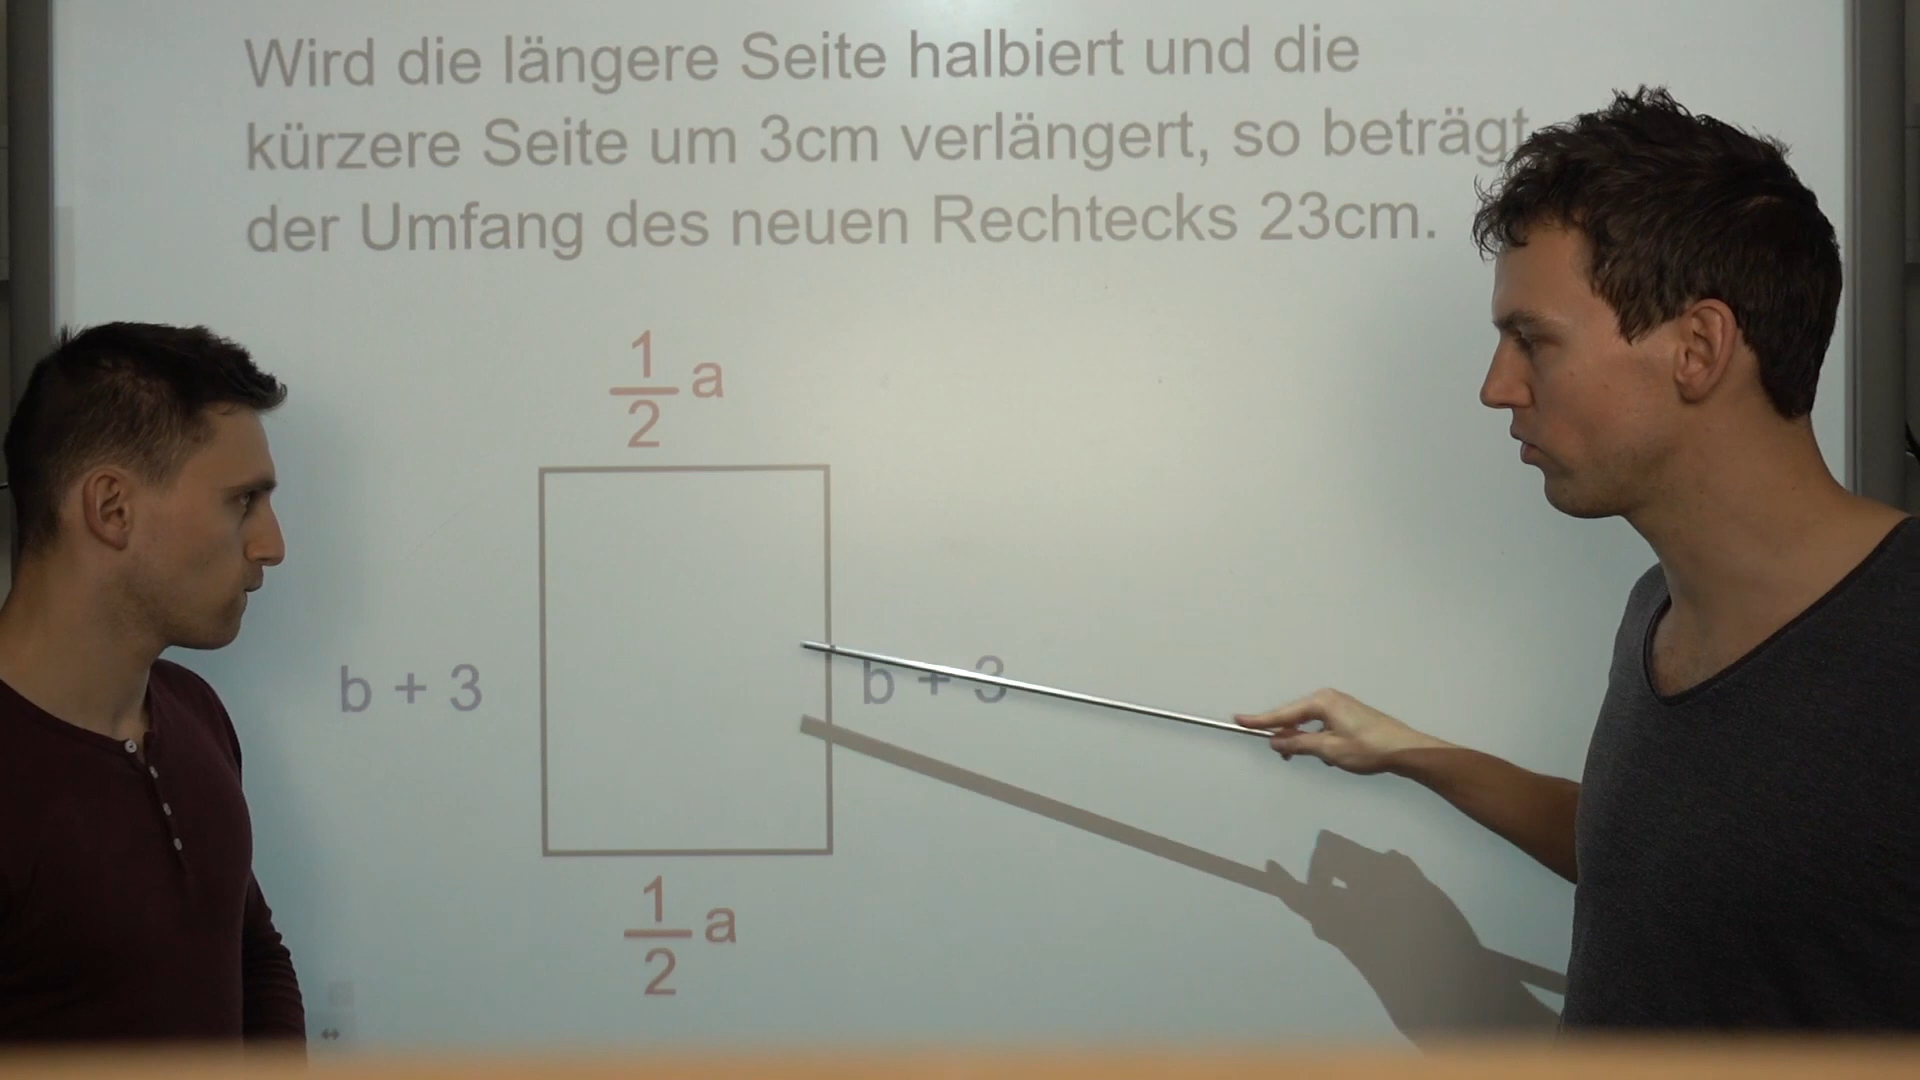 Wird die längere Seite halbiert und die
kürzere Seite um 3cm verlängert, so beträgt
der Umfang des neuen Rechtecks 23cm.
1
2
a
b + 3
b + 3
1
2
a